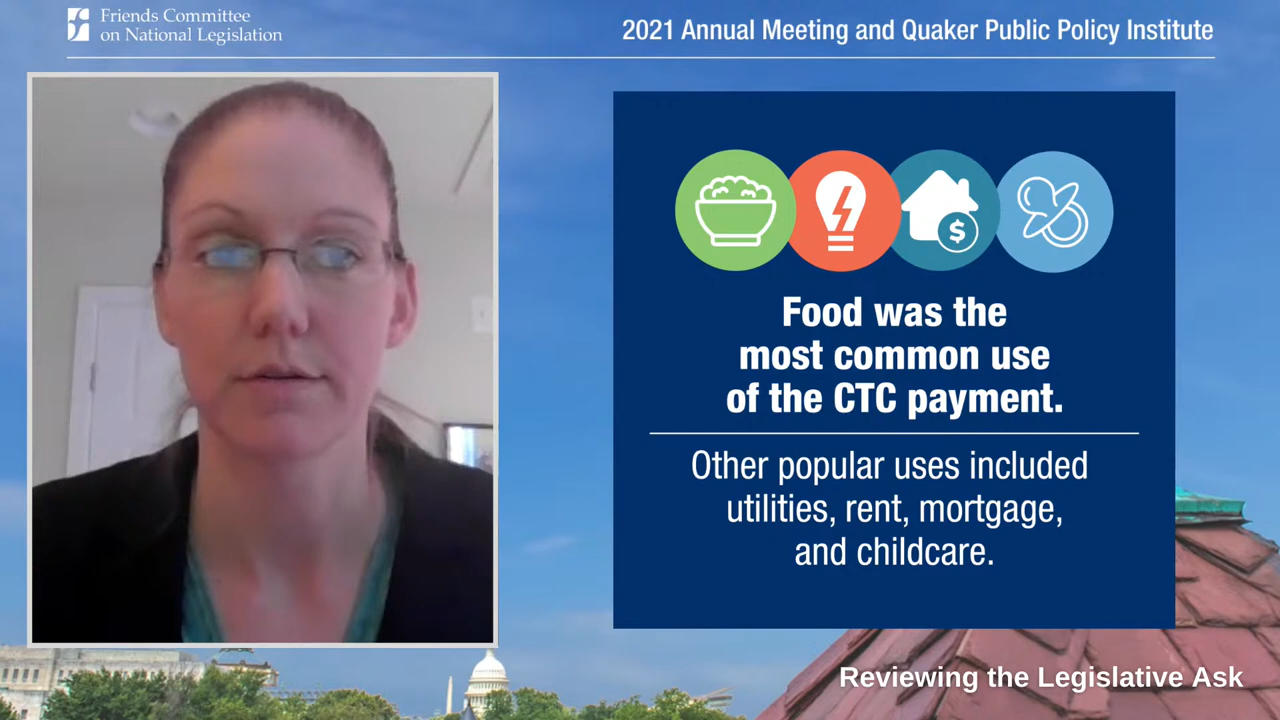 Friends Committee
on National Legislation
2021 Annual Meeting and Quaker Public Policy Institute
$
Food was the
most common use
of the CTC payment.
Other popular uses included
utilities, rent, mortgage,
and childcare.
Reviewing the Legislative Ask